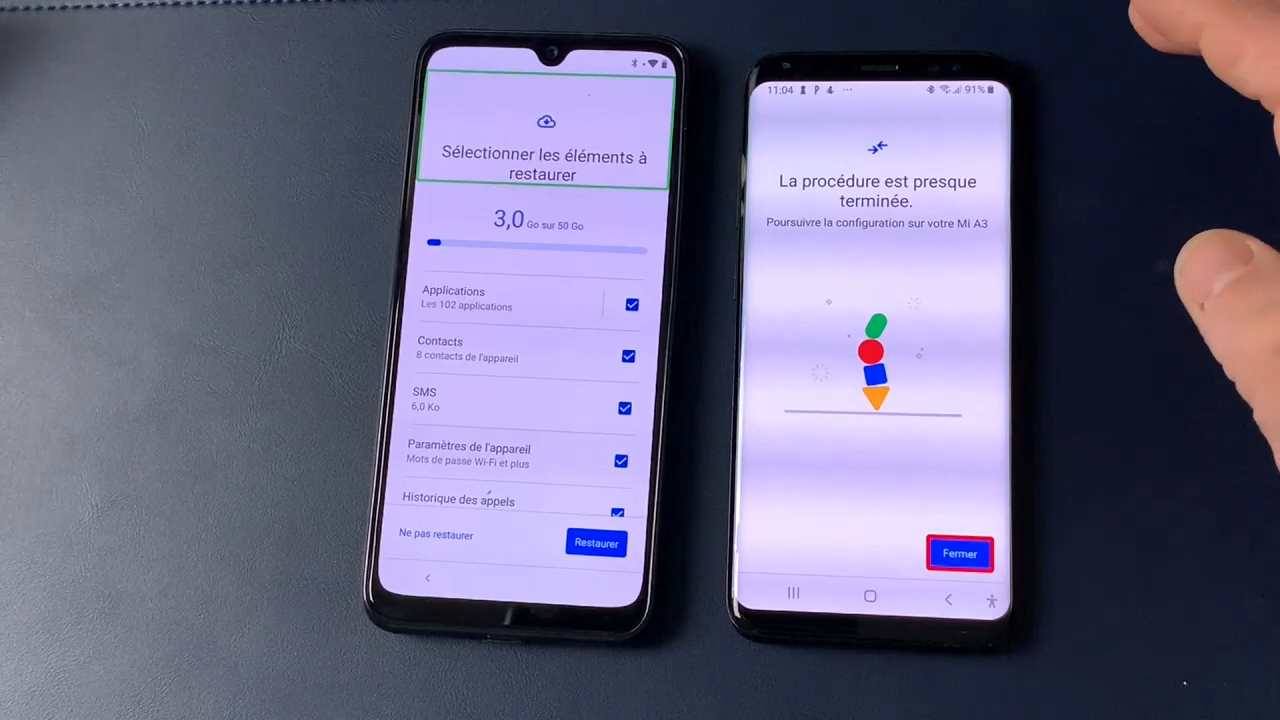 Sélectionner les éléments à
restaurer
3,0 Go sur 50 Go
Applications
Les 102 applications
Contacts
8 contacts de l'appareil
SMS
6,0 Ko
Paramètres de l'appareil
Mots de passe Wi-Fi et plus
Historique des appels
Ne pas restaurer
Restaurer
11:04
91%
La procédure est presque
terminée.
Poursuivre la configuration sur votre Mi A3
Fermer